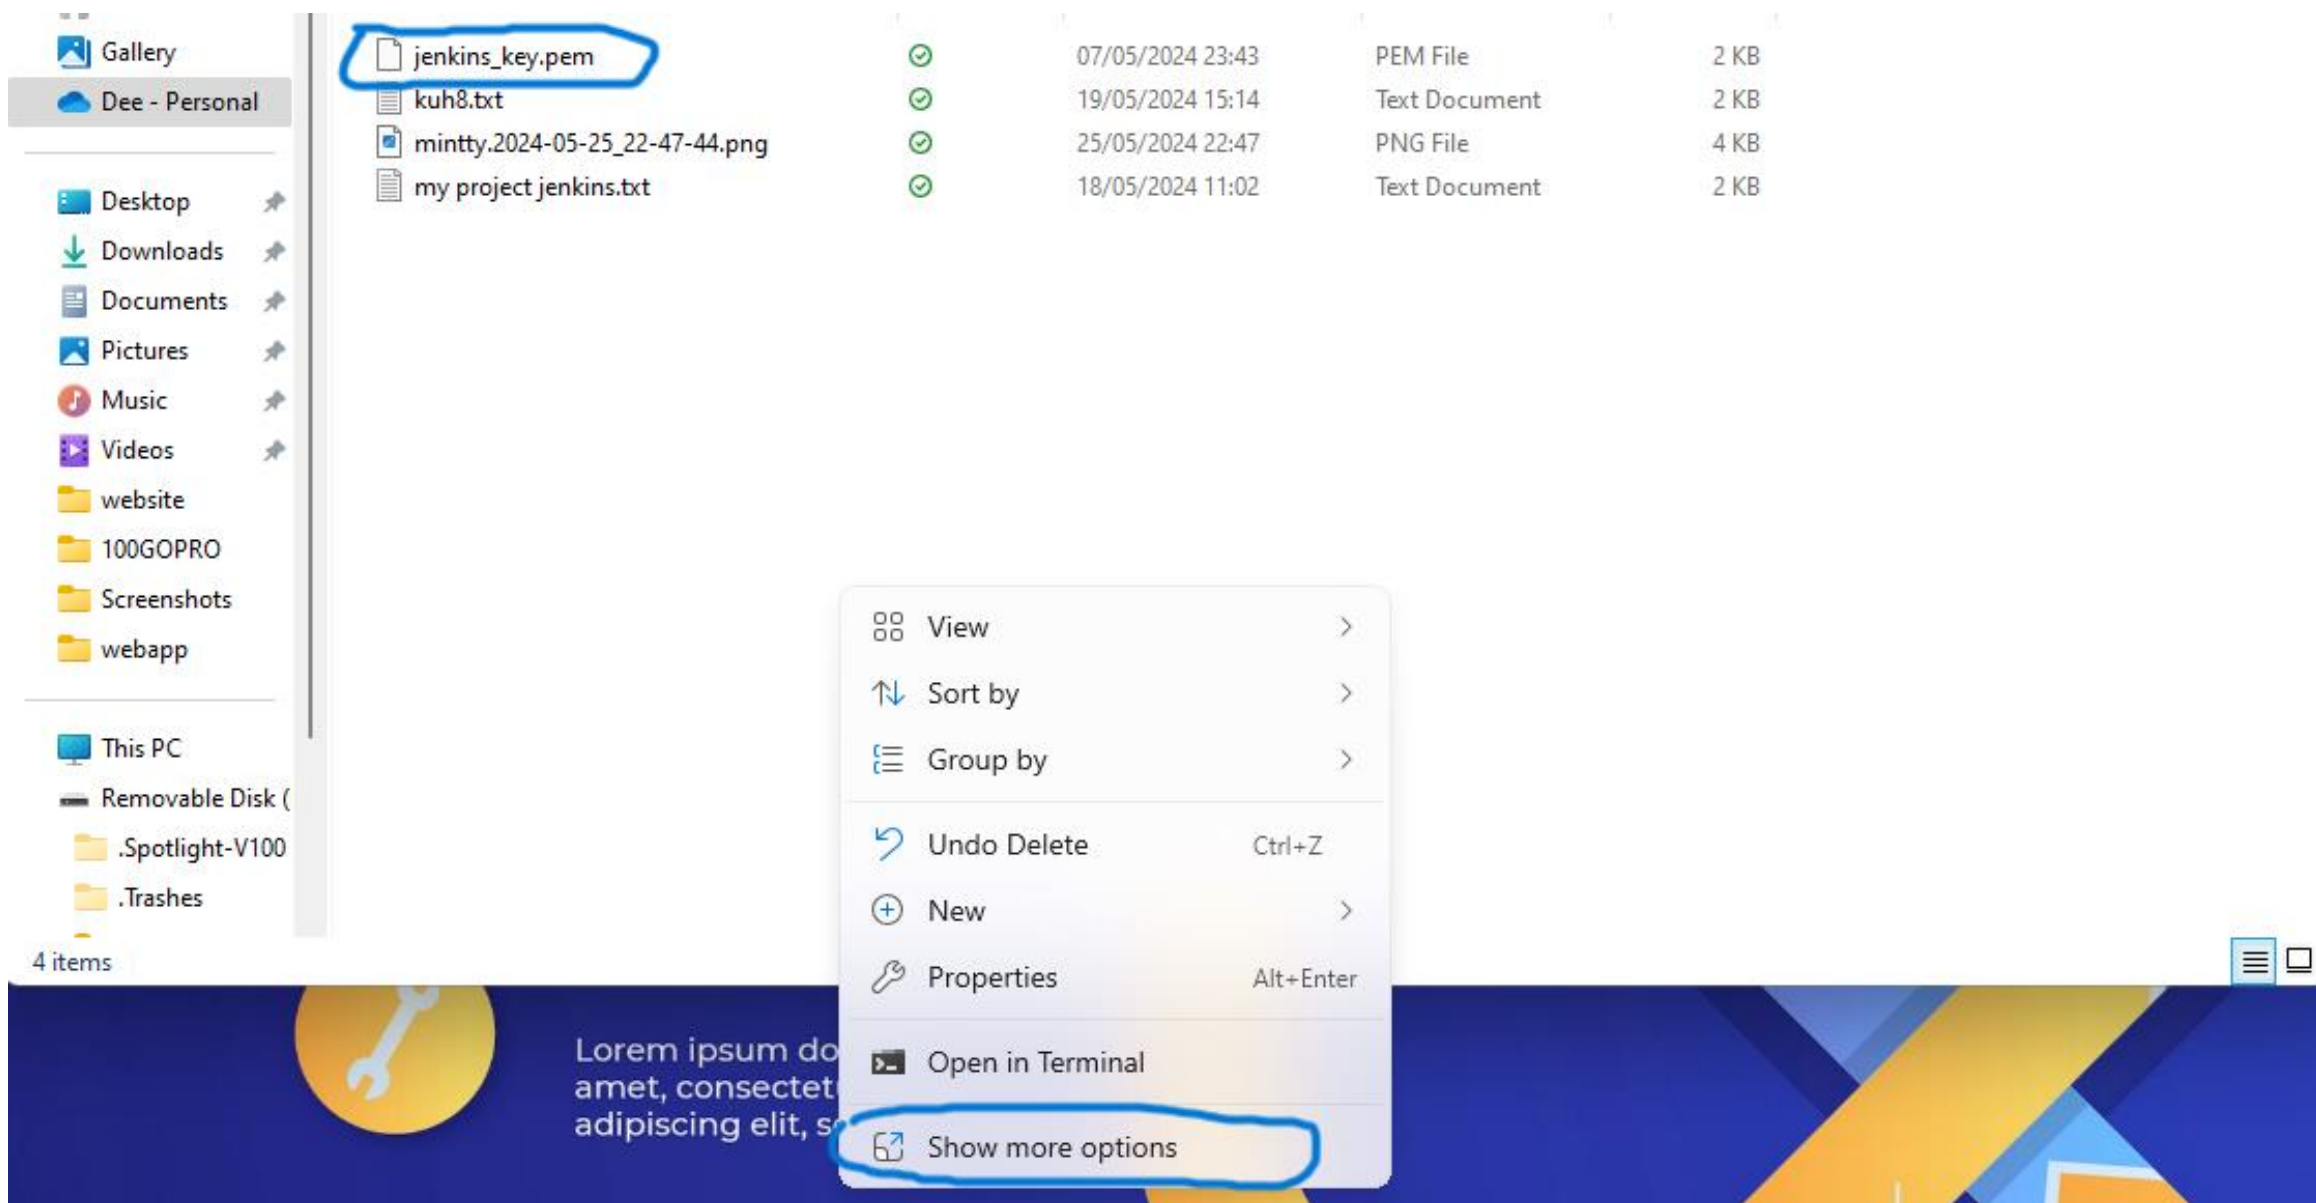 Gallery
Dee - Personal
Desktop
Downloads
Documents
Pictures
Music
Videos
website
100GOPRO
Screenshots
webapp
This PC
Removable Disk (
.Spotlight-V100
.Trashes
4 items
jenkins_key.pem 07/05/2024 23:43 PEM File 2 KB
kuh8.txt 19/05/2024 15:14 Text Document 2 KB
mintty.2024-05-25_22-47-44.png 25/05/2024 22:47 PNG File 4 KB
my project jenkins.txt 18/05/2024 11:02 Text Document 2 KB
View
Sort by
Group by
Undo Delete Ctrl+Z
New
Properties Alt+Enter
Open in Terminal
Show more options
Lorem ipsum do
amet, consectet
adipiscing elit, s